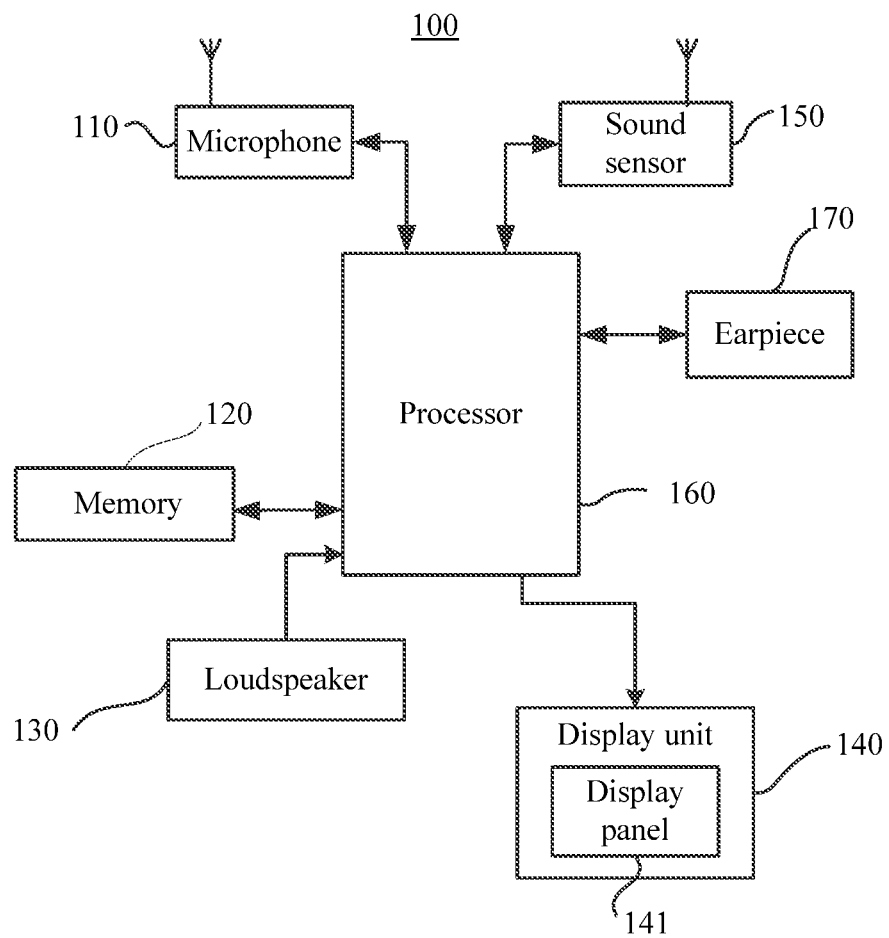 100
110
Microphone
Sound
sensor
150
170
Earpiece
Processor
120
Memory
160
Loudspeaker
130
Display unit
140
Display
panel
141